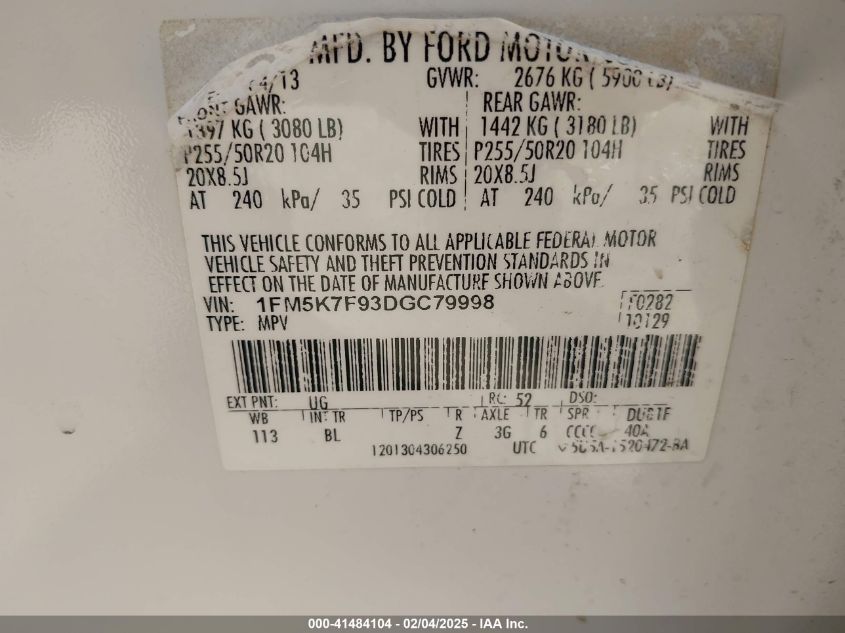 MFD. BY FORD MOTOR
4/13 GVWR: 2676 KG ( 5900 LB)
FRONT GAWR: REAR GAWR:
1397 KG ( 3080 LB) WITH 1442 KG ( 3180 LB) WITH
P255/50R20 104H TIRES P255/50R20 104H TIRES
20X8.5J RIMS 20X8.5J RIMS
AT 240 kPa/ 35 PSI COLD AT 240 kPa/ 35 PSI COLD
THIS VEHICLE CONFORMS TO ALL APPLICABLE FEDERAL MOTOR
VEHICLE SAFETY AND THEFT PREVENTION STANDARDS IN
EFFECT ON THE DATE OF MANUFACTURE SHOWN ABOVE.
VIN: 1FM5K7F93DGC79998 F0282
TYPE: MPV 10129
EXT PNT: UG RC: 52 DSO:
WB INT TR TP/PS R AXLE TR SPR
113 BL Z 3G 6 CCCC 40A
1201304306250 UTC
000-41484104 - 02/04/2025 - IAA Inc.